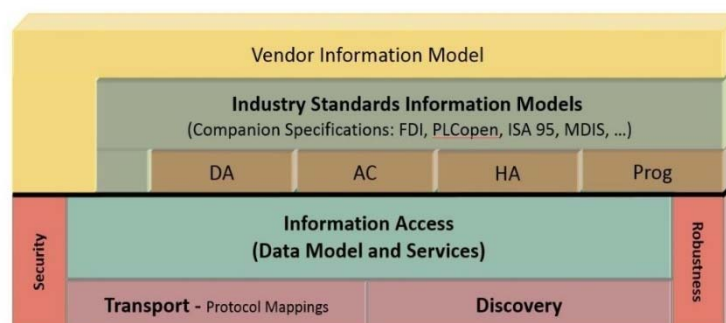 Vendor Information Model
Industry Standards Information Models
(Companion Specifications: FDI, PLCopen, ISA 95, MDIS, ...)
DA AC HA Prog
Security
Information Access
(Data Model and Services)
Robustness
Transport - Protocol Mappings
Discovery